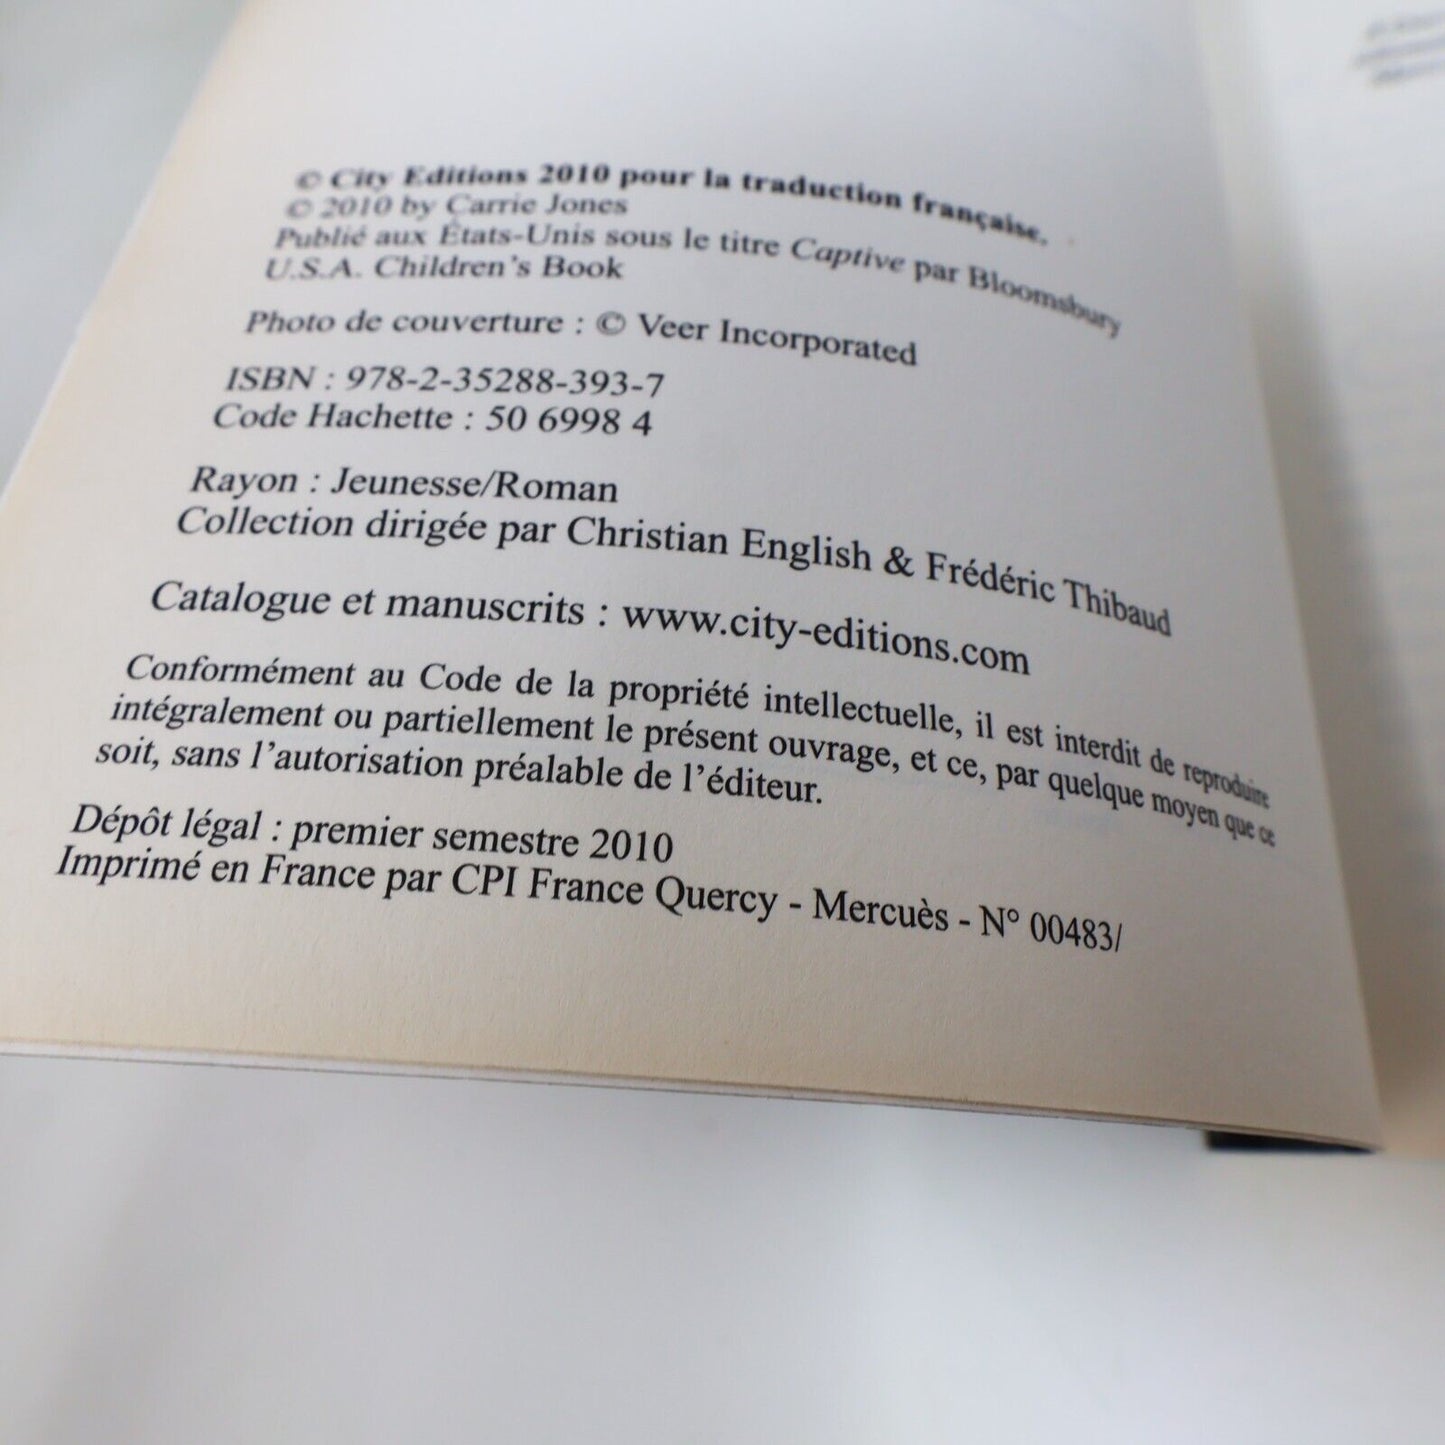 © City Editions 2010 pour la traduction française.
© 2010 by Carrie Jones
Publié aux États-Unis sous le titre Captive par Bloomsbury
U.S.A. Children's Book
Photo de couverture : © Veer Incorporated
ISBN : 978-2-35288-393-7
Code Hachette : 50 6998 4
Rayon : Jeunesse/Roman
Collection dirigée par Christian English & Frédéric Thibaud
Catalogue et manuscrits : www.city-editions.com
Conformément au Code de la propriété intellectuelle, il est interdit de reproduire
intégralement ou partiellement le présent ouvrage, et ce, par quelque moyen que ce
soit, sans l'autorisation préalable de l'éditeur.
Dépôt légal : premier semestre 2010
Imprimé en France par CPI France Quercy - Mercuès - N° 00483/